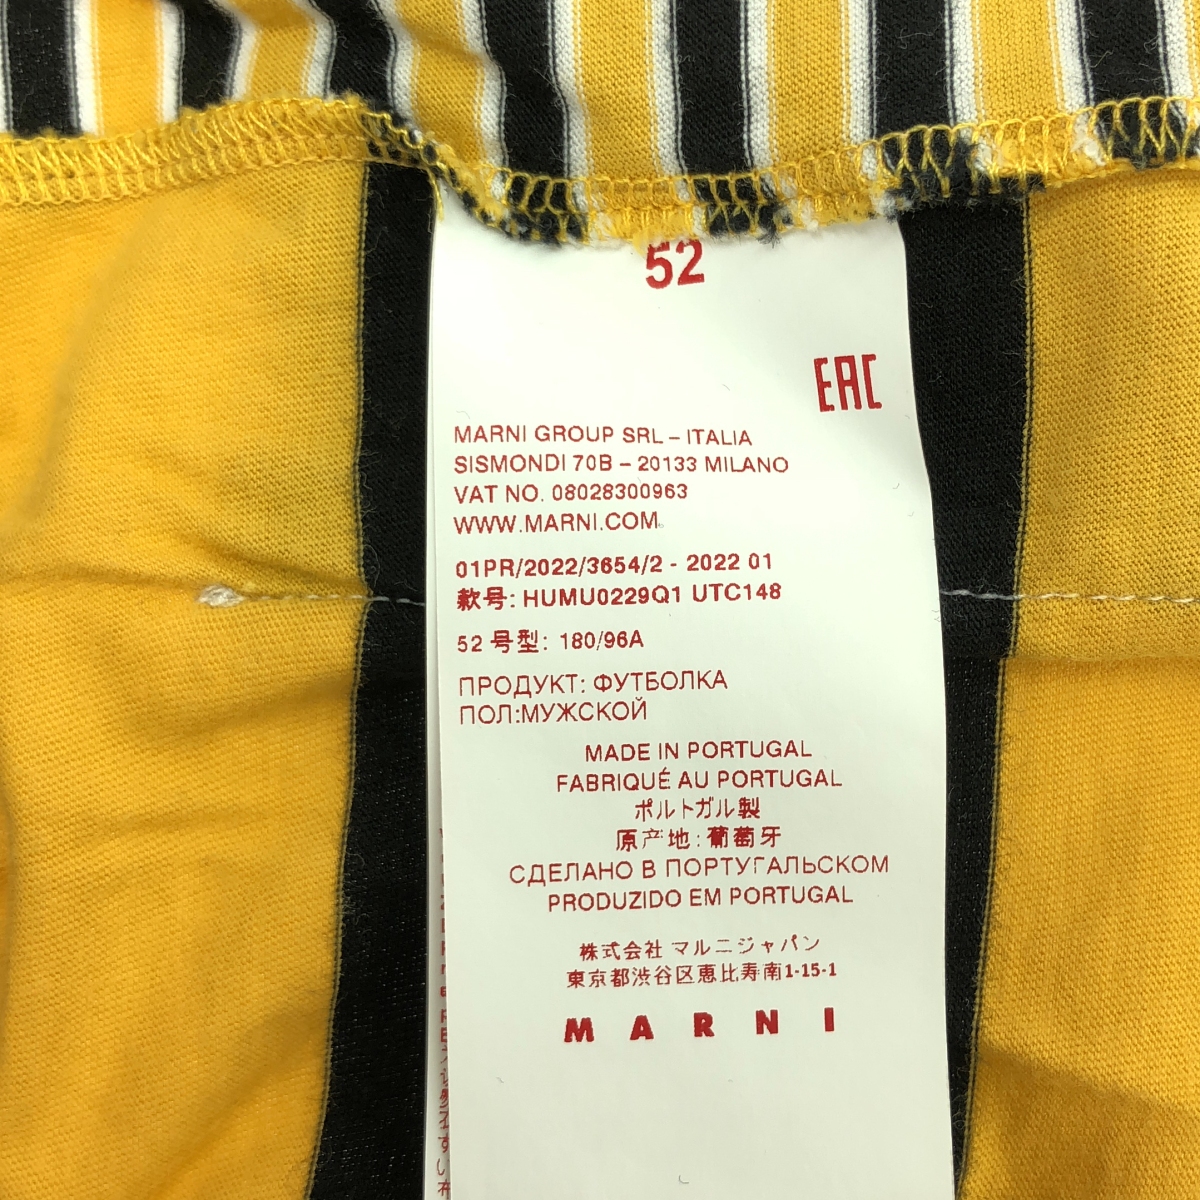 52
EAC
MARNI GROUP SRL – ITALIA
SISMONDI 70B – 20133 MILANO
VAT NO. 08028300963
WWW.MARNI.COM
01PR/2022/3654/2 - 2022 01
款号: HUMU0229Q1 UTC148
52 号型: 180/96A
ПРОДУКТ: ФУТБОЛКА
ПОЛ:МУЖСКОЙ
MADE IN PORTUGAL
FABRIQUÉ AU PORTUGAL
ポルトガル製
原产地: 葡萄牙
СДЕЛАНО В ПОРТУГАЛЬСКОМ
PRODUZIDO EM PORTUGAL
株式会社 マルニジャパン
東京都渋谷区恵比寿南1-15-1
MARNI